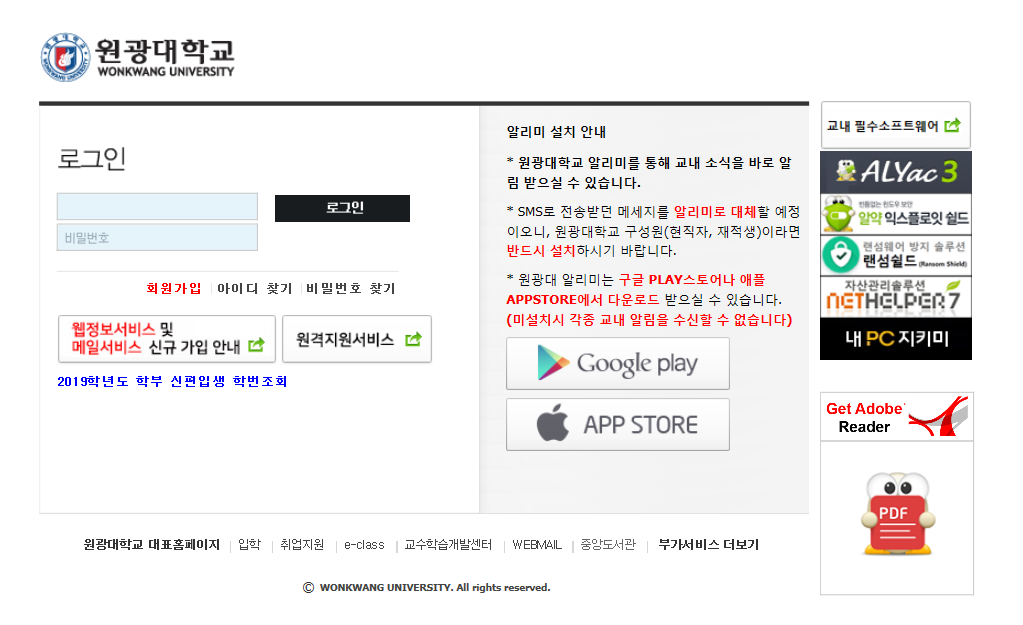 원광대학교
WONKWANG UNIVERSITY
로그인
로그인
비밀번호
회원가입 아이디 찾기 비밀번호 찾기
웹정보서비스 및
메일서비스 신규 가입 안내
원격지원서비스
2019학년도 학부 신편입생 학번조회
알리미 설치 안내
* 원광대학교 알리미를 통해 교내 소식을 바로 알
림 받으실 수 있습니다.
* SMS로 전송받던 메세지를 알리미로 대체할 예정
이오니, 원광대학교 구성원(현직자, 재적생)이라면
반드시 설치하시기 바랍니다.
* 원광대 알리미는 구글 PLAY스토어나 애플
APPSTORE에서 다운로드 받으실 수 있습니다.
(미설치시 각종 교내 알림을 수신할 수 없습니다)
Google play
APP STORE
교내 필수소프트웨어
ALYac 3
빈틈없는 윈도우 보안
알약 익스플로잇 쉴드
랜섬웨어 방지 솔루션
랜섬쉴드 (Ransom Shield)
자산관리솔루션
NETHELPER 7
내 PC 지키미
Get Adobe
Reader
PDF
원광대학교 대표홈페이지 | 입학 | 취업지원 | e-class | 교수학습개발센터 | WEBMAIL | 중앙도서관 | 부가서비스 더보기
© WONKWANG UNIVERSITY. All rights reserved.